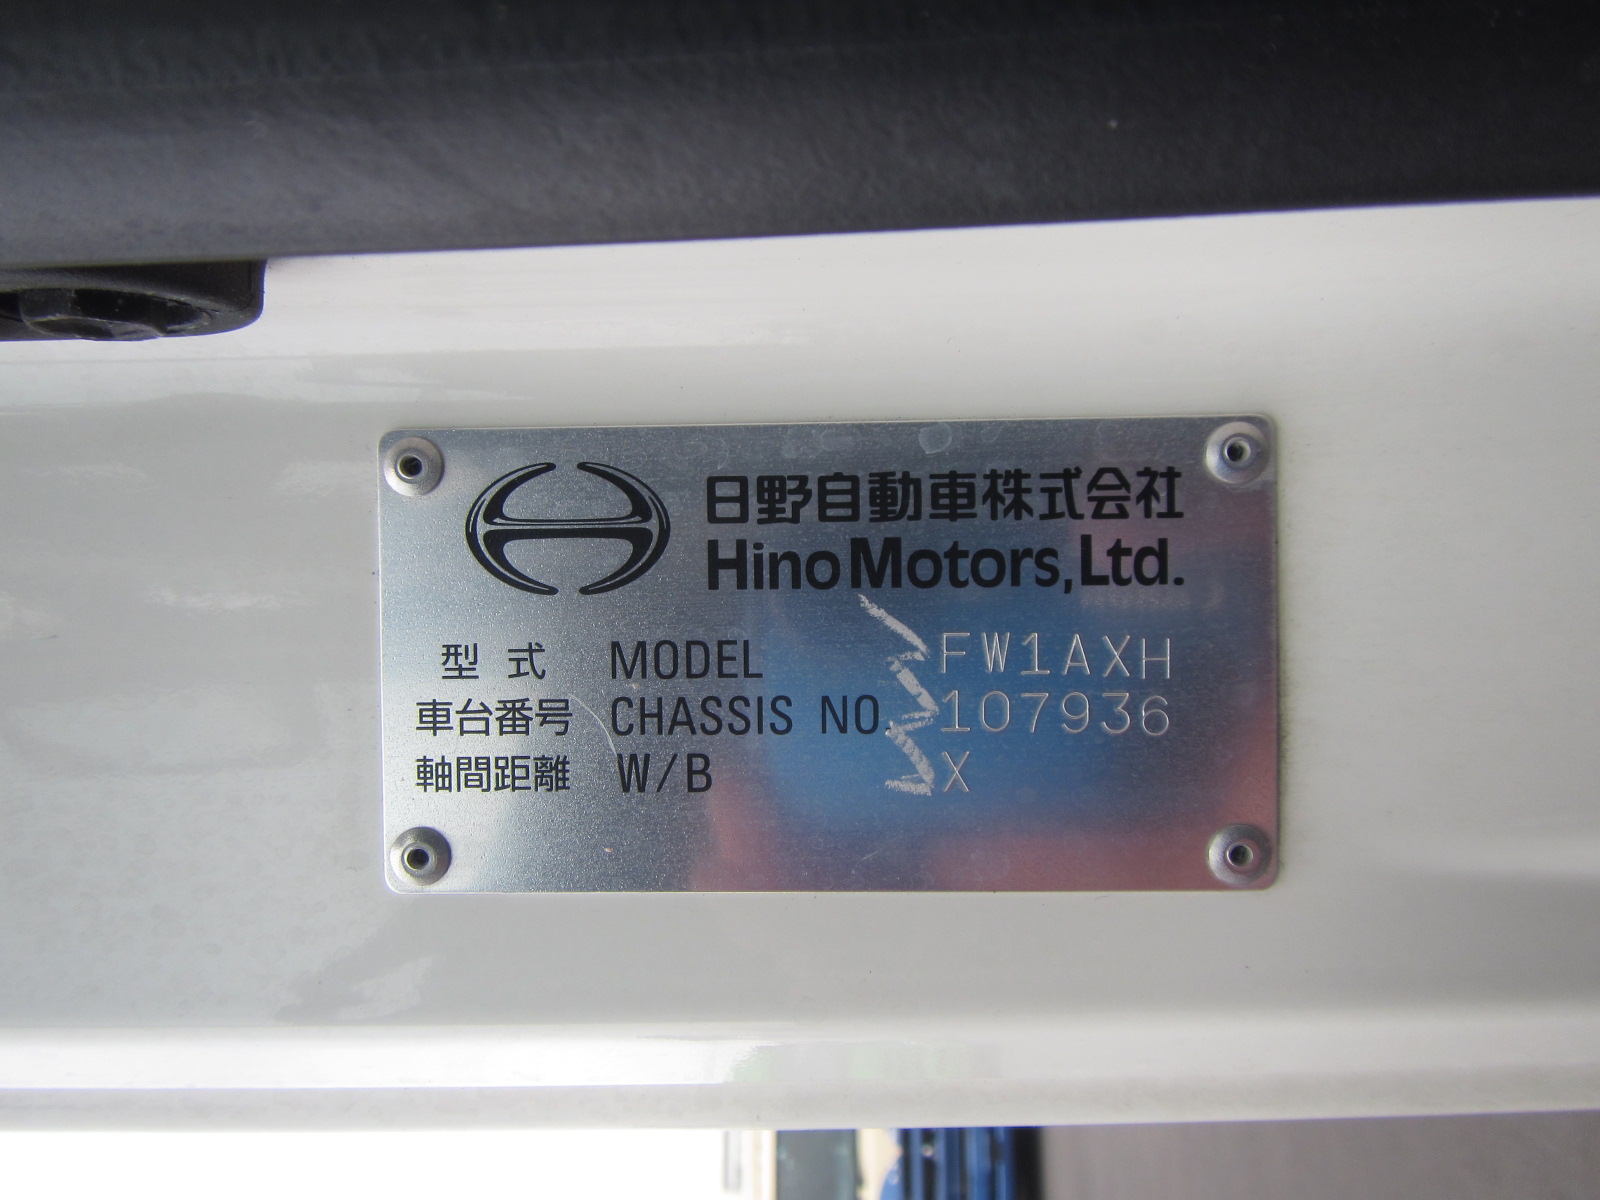 日野自動車株式会社
Hino Motors, Ltd.
型式 MODEL FW1AXH
車台番号 CHASSIS NO. 107936
軸間距離 W/B X